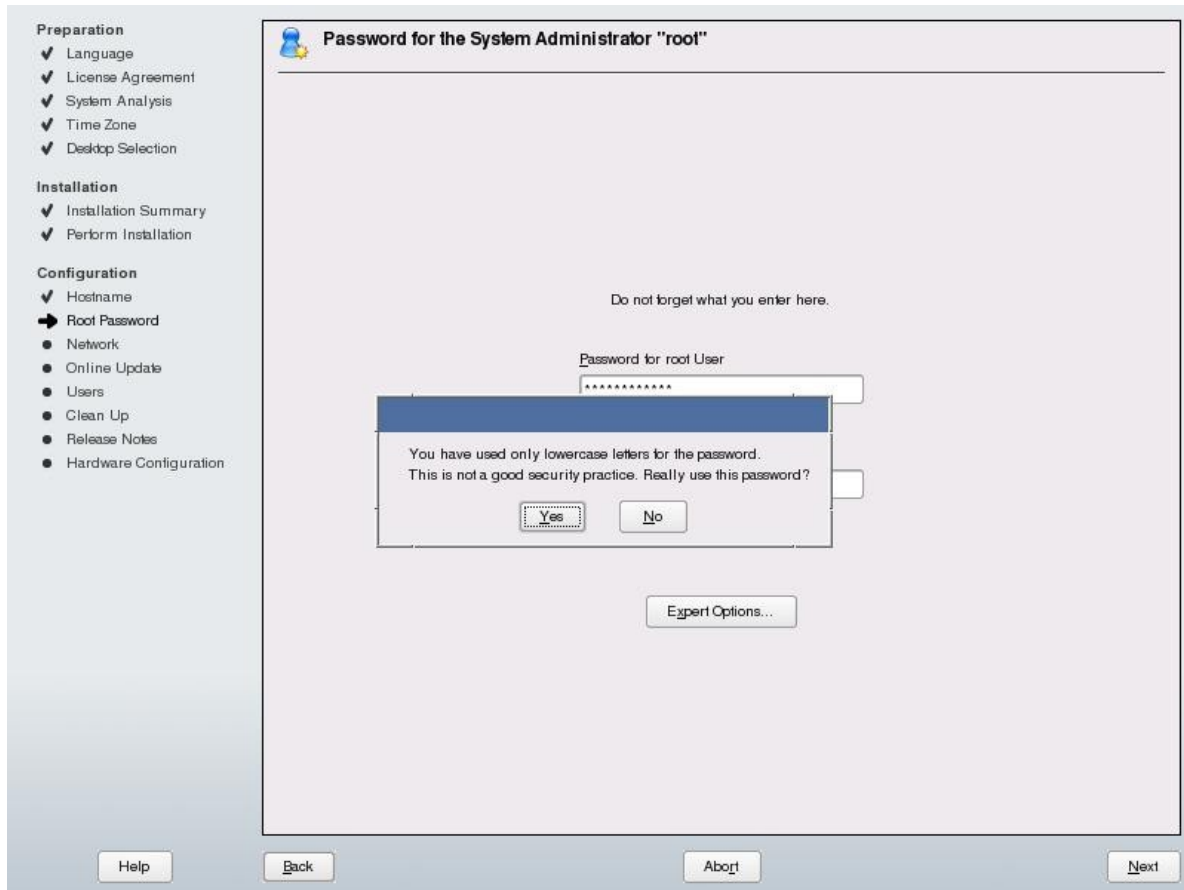 Preparation
Language
License Agreement
System Analysis
Time Zone
Desktop Selection
Installation
Installation Summary
Perform Installation
Configuration
Hostname
Root Password
Network
Online Update
Users
Clean Up
Release Notes
Hardware Configuration
Password for the System Administrator "root"
Do not forget what you enter here.
Password for root User
************
You have used only lowercase letters for the password.
This is not a good security practice. Really use this password?
Yes
No
Expert Options...
Help
Back
Abort
Next